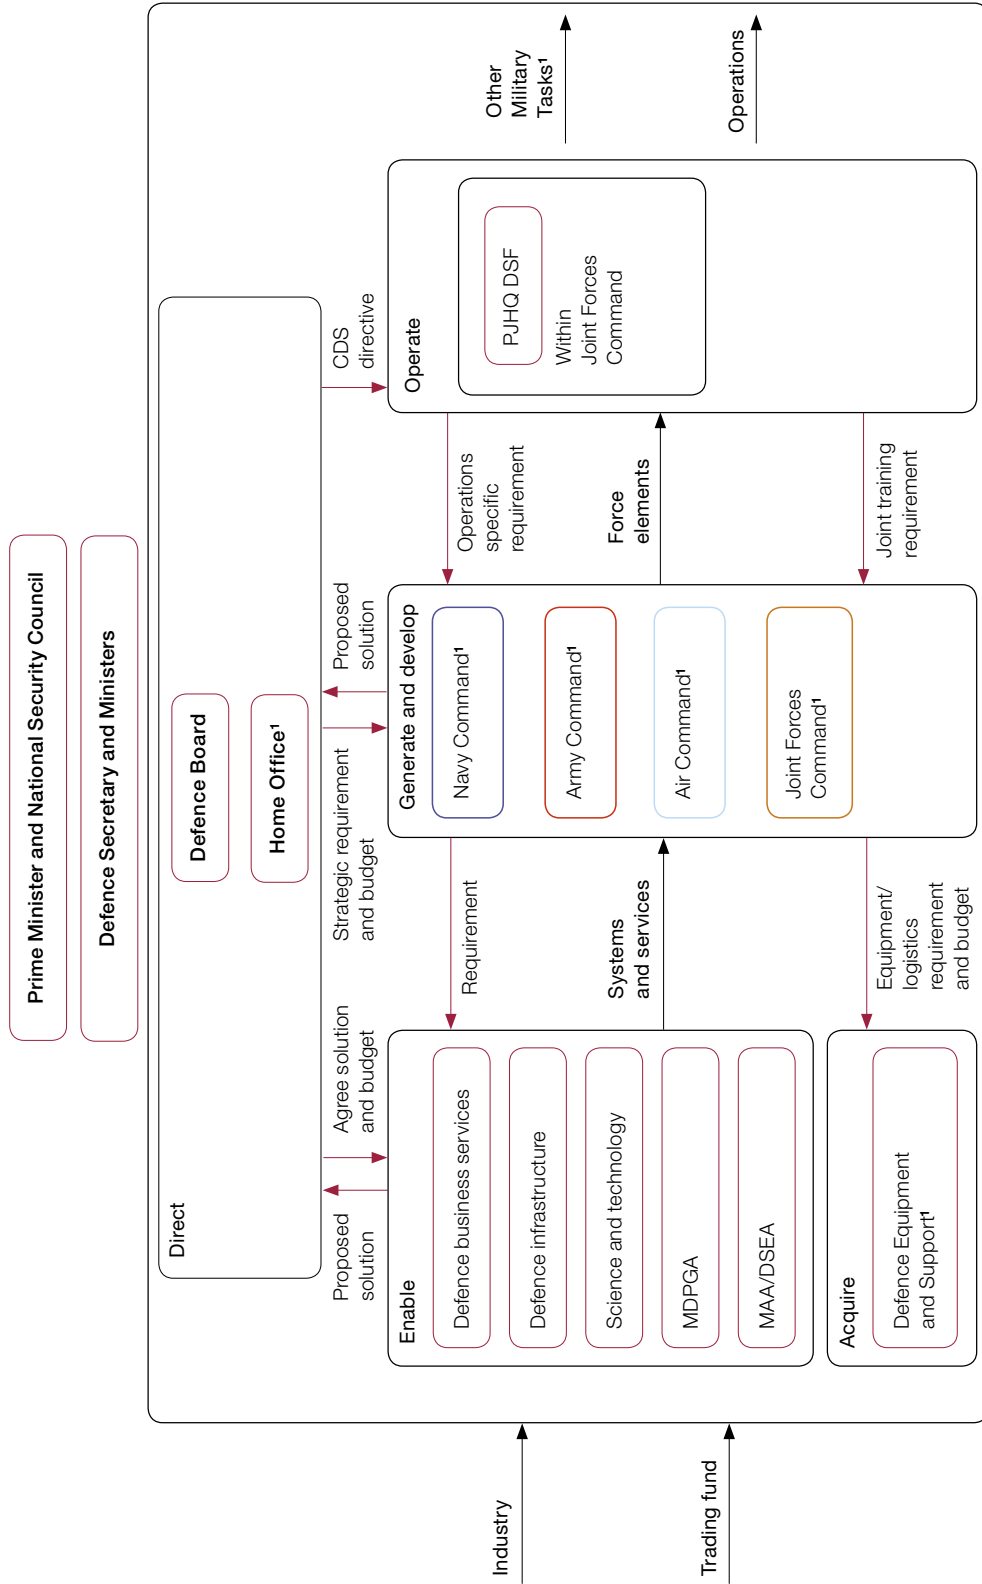 Prime Minister and National Security Council
Defence Secretary and Ministers
Direct
Defence Board
Home Office¹
Proposed
solution
Agree solution
and budget
Strategic requirement
and budget
Proposed
solution
CDS
directive
Enable
Defence business services
Defence infrastructure
Science and technology
MDPGA
MAA/DSEA
Acquire
Defence Equipment
and Support¹
Requirement
Systems
and services
Equipment/
logistics
requirement
and budget
Generate and develop
Navy Command¹
Army Command¹
Air Command¹
Joint Forces
Command¹
Operations
specific
requirement
Force
elements
Joint training
requirement
Operate
PJHQ DSF
Within
Joint Forces
Command
Industry
Trading fund
Other
Military
Tasks¹
Operations